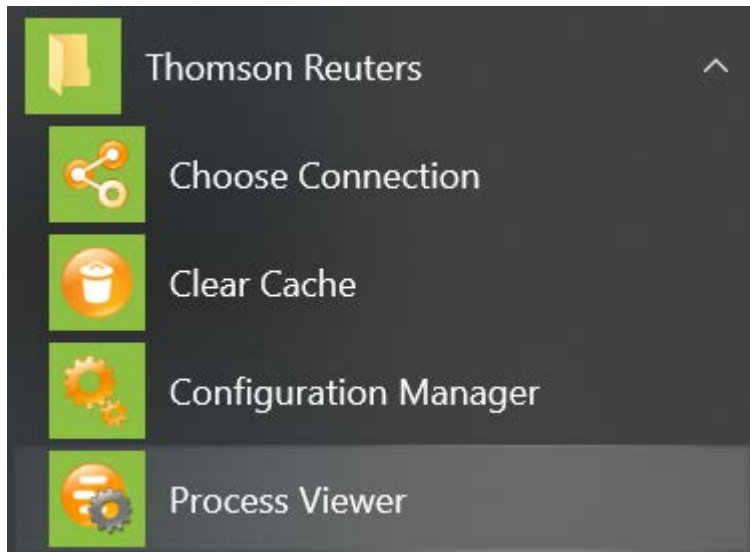 Thomson Reuters
Choose Connection
Clear Cache
Configuration Manager
Process Viewer